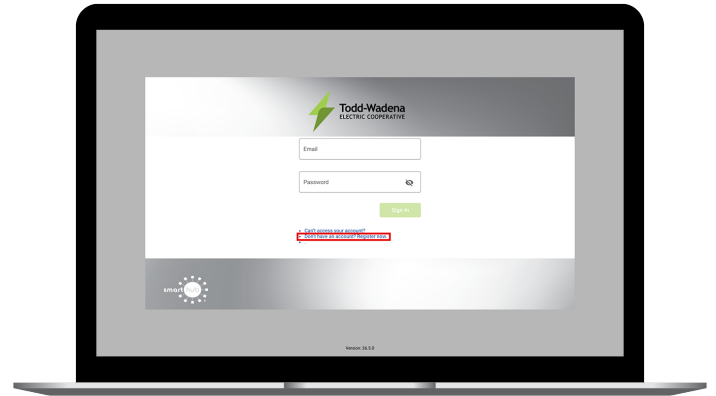 Todd-Wadena
ELECTRIC COOPERATIVE
Email
Password
Sign In
Can't access your account?
Don't have an account? Register now.
smart hub
Version: 26.5.0